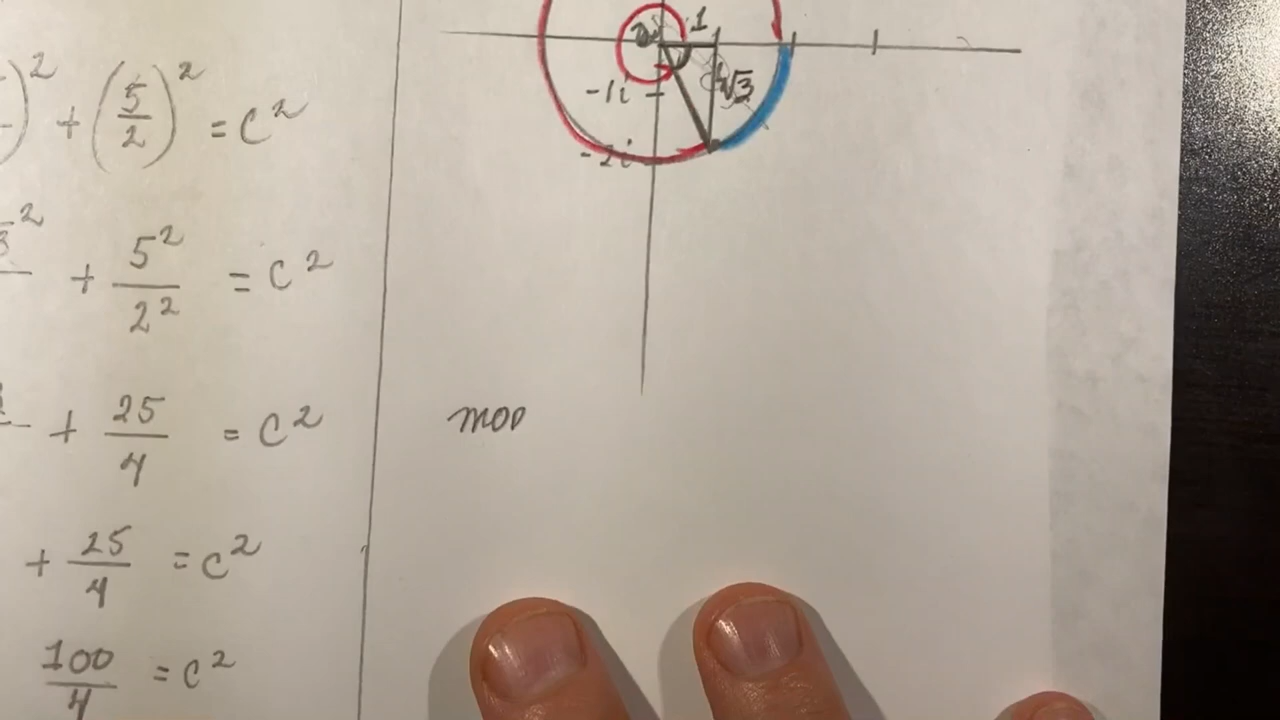 )² + (5/2)² = c²
² + 5²/2² = c²
+ 25/4 = c²
+ 25/4 = c²
100/4 = c²
1
√3
-1i
-2i
MOD